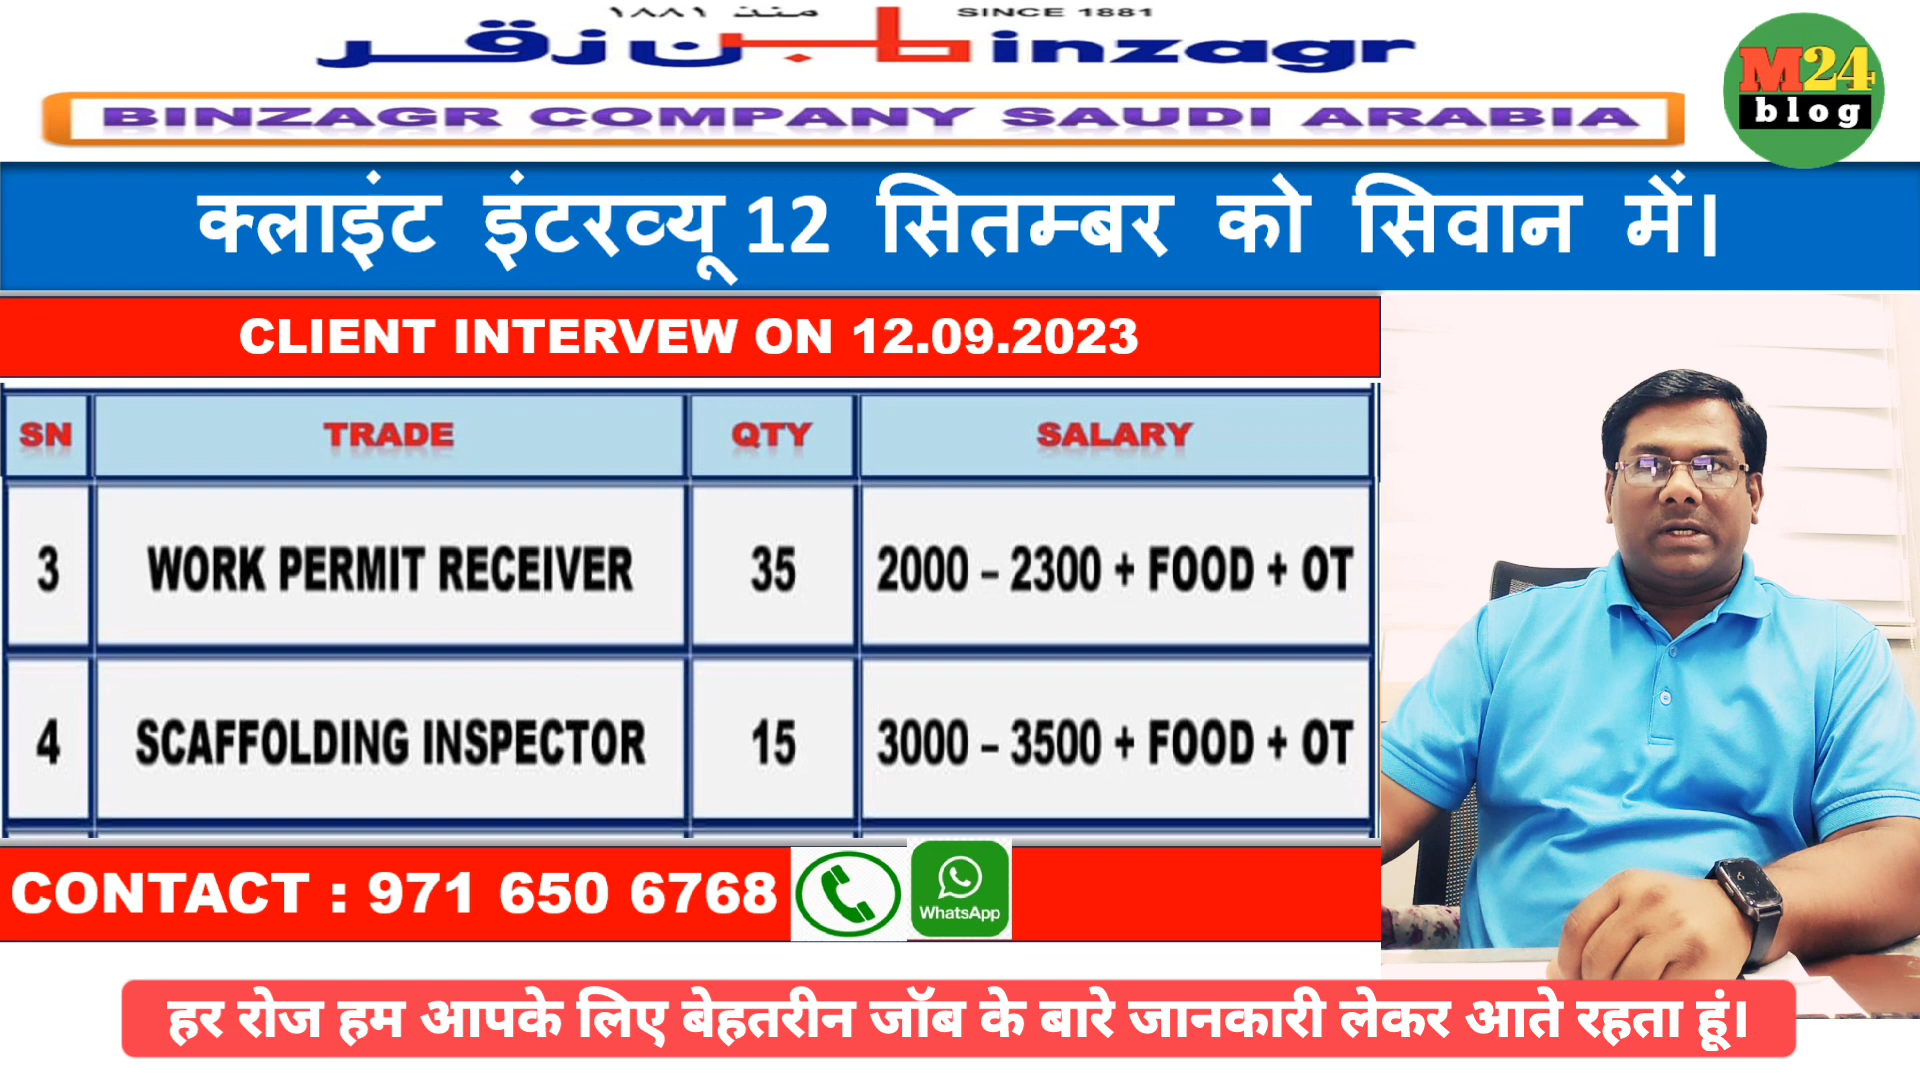 منذ ١٨٨١ SINCE 1881
بن زقر binzagr
BINZAGR COMPANY SAUDI ARABIA
M24
blog
क्लाइंट इंटरव्यू 12 सितम्बर को सिवान में।
CLIENT INTERVEW ON 12.09.2023
SN TRADE QTY SALARY
3 WORK PERMIT RECEIVER 35 2000 – 2300 + FOOD + OT
4 SCAFFOLDING INSPECTOR 15 3000 – 3500 + FOOD + OT
CONTACT : 971 650 6768
WhatsApp
हर रोज हम आपके लिए बेहतरीन जॉब के बारे जानकारी लेकर आते रहता हूं।